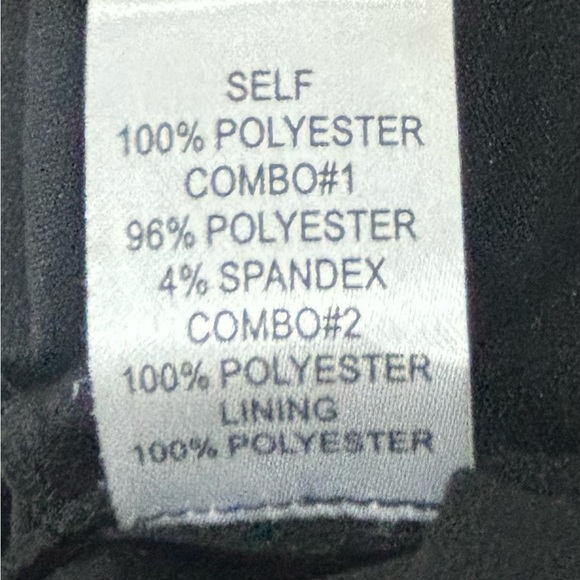 SELF
100% POLYESTER
COMBO#1
96% POLYESTER
4% SPANDEX
COMBO#2
100% POLYESTER
LINING
100% POLYESTER